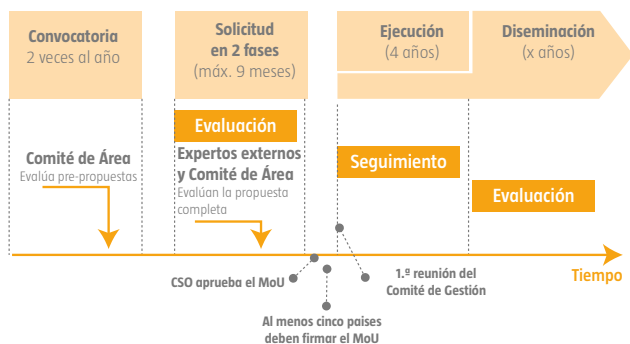 Convocatoria
2 veces al año
Solicitud
en 2 fases
(máx. 9 meses)
Ejecución
(4 años)
Diseminación
(x años)
Evaluación
Comité de Área
Evalúa pre-propuestas
Expertos externos
y Comité de Área
Evalúan la propuesta
completa
Seguimiento
Evaluación
Tiempo
CSO aprueba el MoU
1.ª reunión del
Comité de Gestión
Al menos cinco paises
deben firmar el MoU